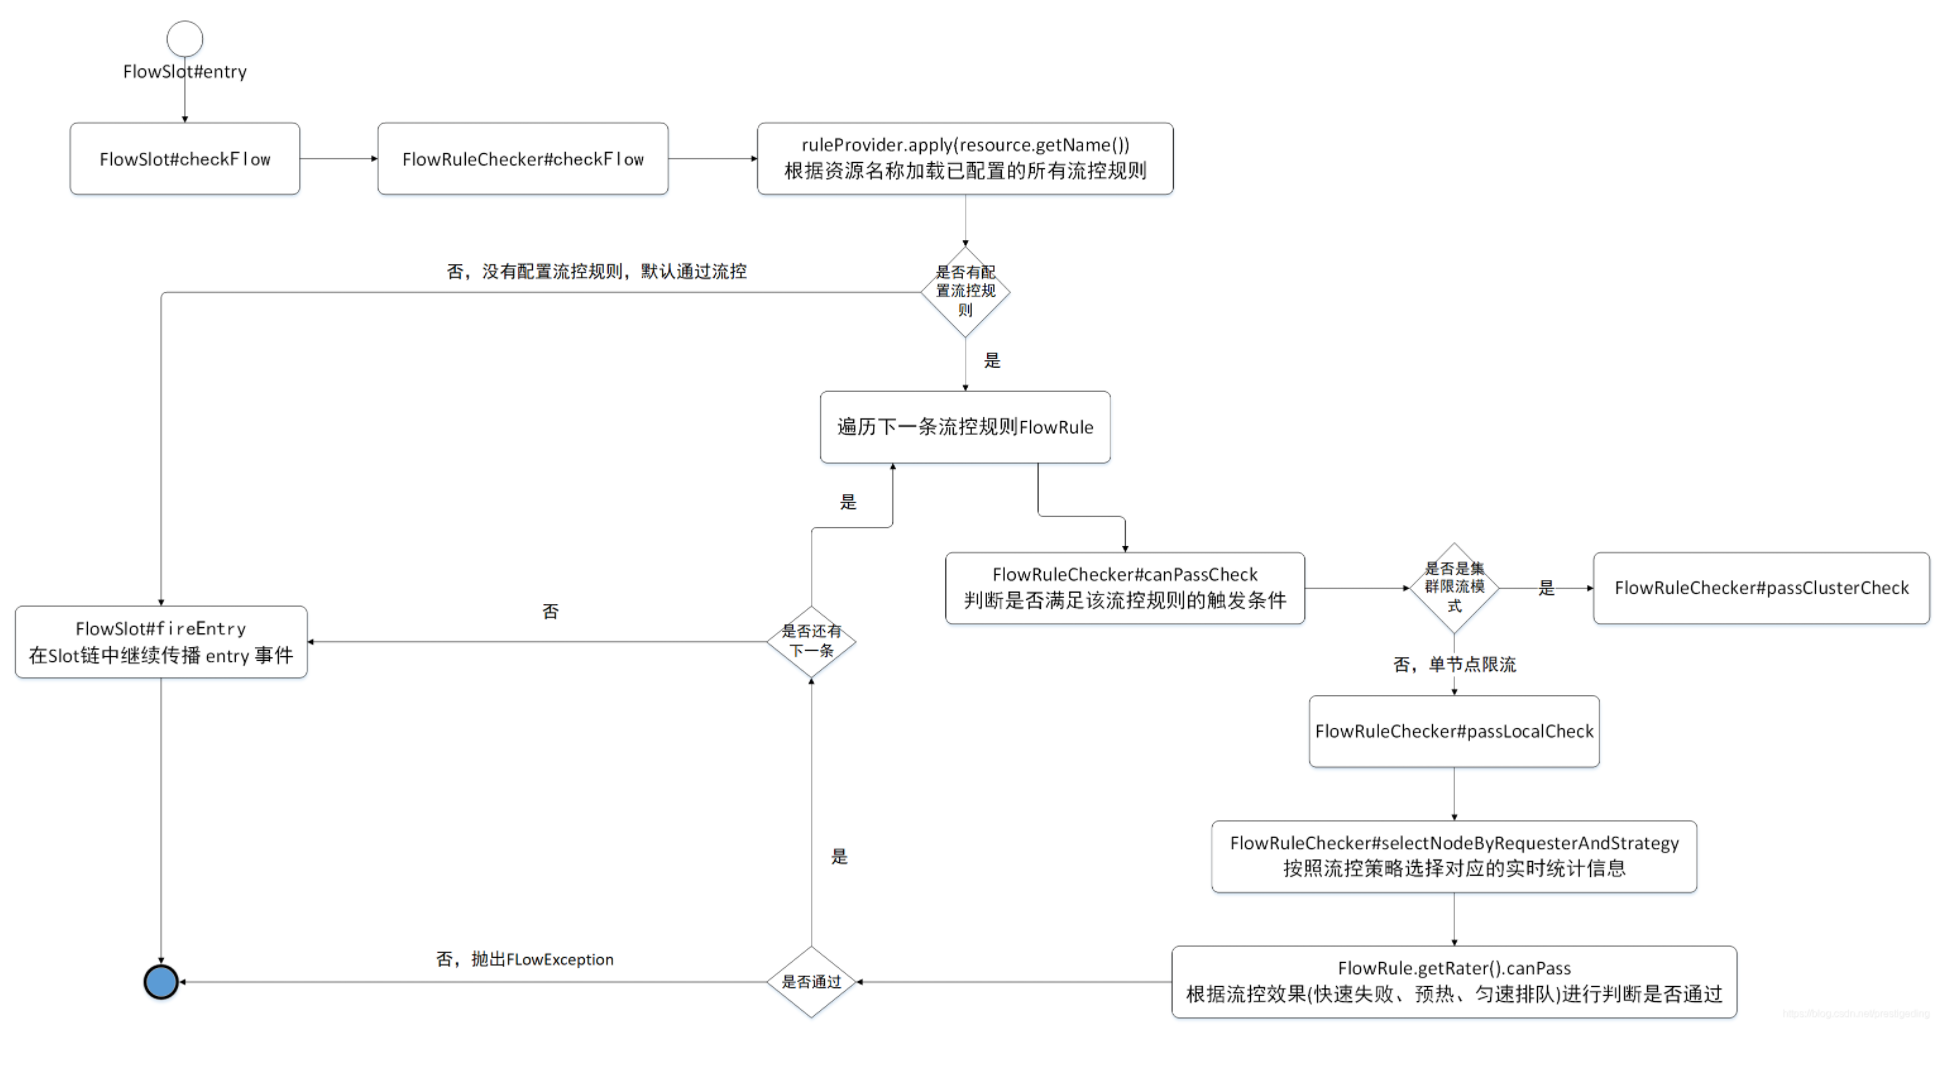 FlowSlot#entry
FlowSlot#checkFlow
FlowRuleChecker#checkFlow
ruleProvider.apply(resource.getName())
根据资源名称加载已配置的所有流控规则
否，没有配置流控规则，默认通过流控
是否有配
置流控规
则
是
遍历下一条流控规则FlowRule
是
FlowRuleChecker#canPassCheck
判断是否满足该流控规则的触发条件
是否是集
群限流模
式
是
FlowRuleChecker#passClusterCheck
FlowSlot#fireEntry
在Slot链中继续传播 entry 事件
否
是否还有
下一条
否，单节点限流
FlowRuleChecker#passLocalCheck
是
FlowRuleChecker#selectNodeByRequesterAndStrategy
按照流控策略选择对应的实时统计信息
否，抛出FLowException
是否通过
FlowRule.getRater().canPass
根据流控效果(快速失败、预热、匀速排队)进行判断是否通过
https://blog.csdn.net/prestigeding